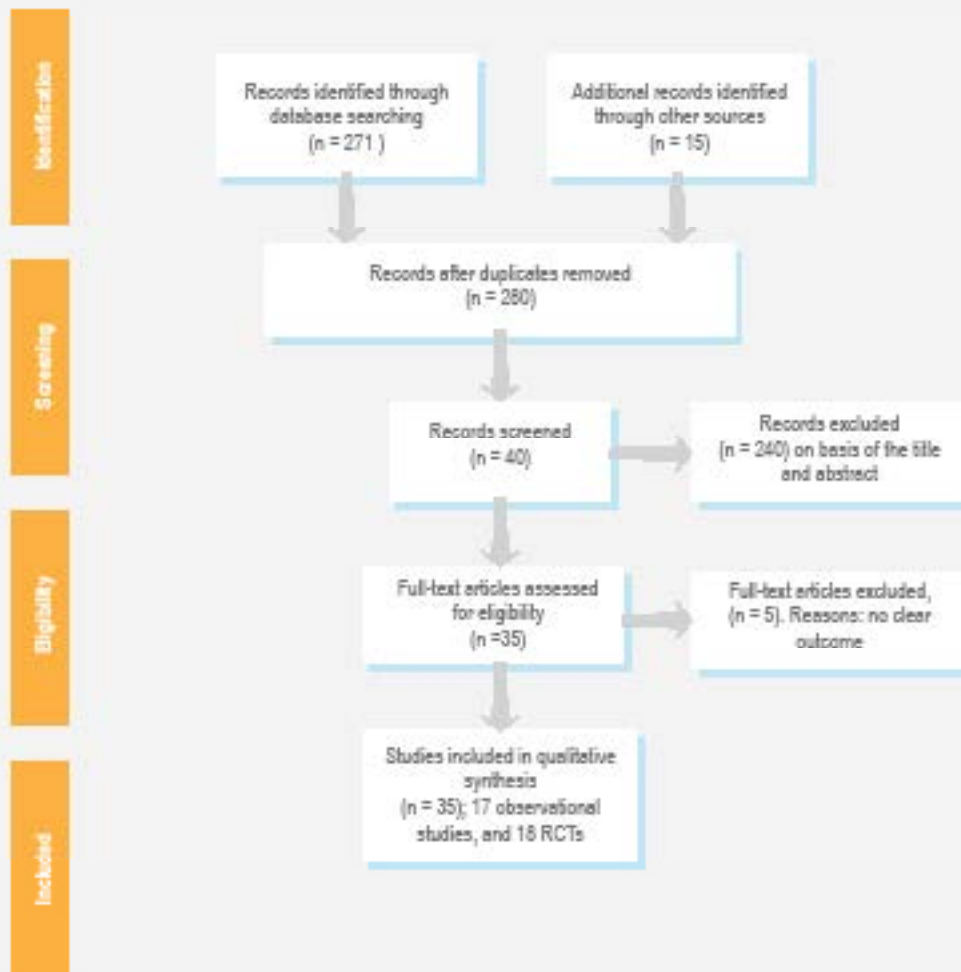 Identification
Records identified through
database searching
(n = 271 )
Additional records identified
through other sources
(n = 15)
Records after duplicates removed
(n = 280)
Screening
Records screened
(n = 40)
Records excluded
(n = 240) on basis of the title
and abstract
Eligibility
Full-text articles assessed
for eligibility
(n =35)
Full-text articles excluded,
(n = 5). Reasons: no clear
outcome
Included
Studies included in qualitative
synthesis
(n = 35); 17 observational
studies, and 18 RCTs